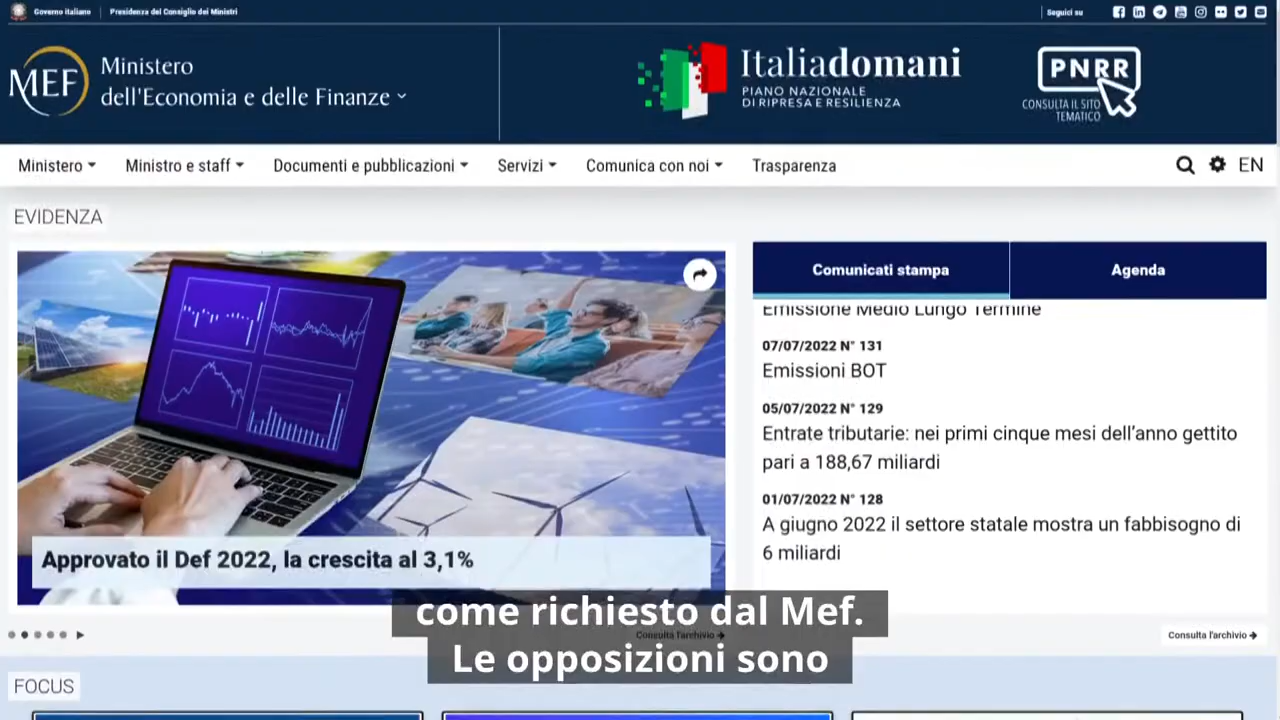 Governo Italiano
Presidenza del Consiglio dei Ministri
Seguici su
MEF
Ministero
dell'Economia e delle Finanze
Italiadomani
PIANO NAZIONALE
DI RIPRESA E RESILIENZA
PNRR
CONSULTA IL SITO
TEMATICO
Ministero
Ministro e staff
Documenti e pubblicazioni
Servizi
Comunica con noi
Trasparenza
EN
EVIDENZA
Approvato il Def 2022, la crescita al 3,1%
Consulta l'archivio
Comunicati stampa
Agenda
Emissione Medio Lungo Termine
07/07/2022 N° 131
Emissioni BOT
05/07/2022 N° 129
Entrate tributarie: nei primi cinque mesi dell'anno gettito
pari a 188,67 miliardi
01/07/2022 N° 128
A giugno 2022 il settore statale mostra un fabbisogno di
6 miliardi
Consulta l'archivio
FOCUS
come richiesto dal Mef.
Le opposizioni sono